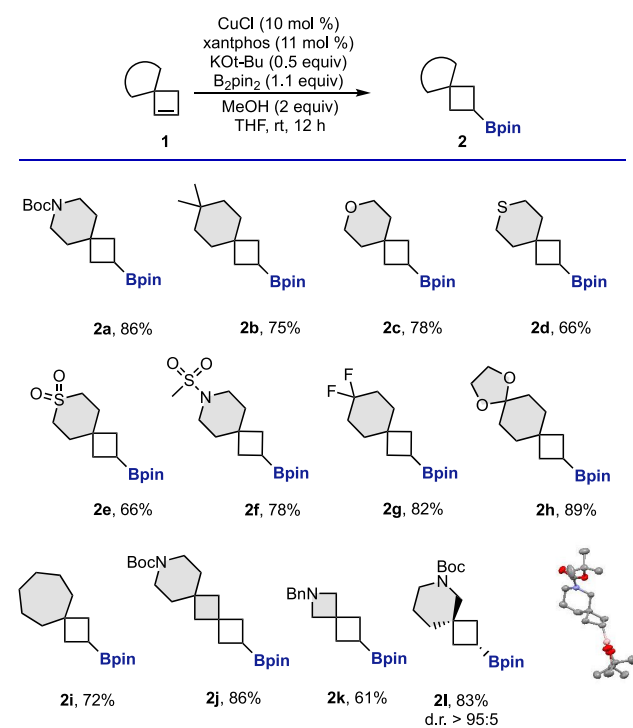 CuCl (10 mol %)
xantphos (11 mol %)
KOt-Bu (0.5 equiv)
B₂pin₂ (1.1 equiv)
MeOH (2 equiv)
THF, rt, 12 h
1
Bpin
2
BocN
Bpin
2a, 86%
Bpin
2b, 75%
O
Bpin
2c, 78%
S
Bpin
2d, 66%
O
O
S
Bpin
2e, 66%
O
O
S
N
Bpin
2f, 78%
F
F
Bpin
2g, 82%
O
O
Bpin
2h, 89%
Bpin
2i, 72%
BocN
Bpin
2j, 86%
BnN
Bpin
2k, 61%
Boc
N
Bpin
2l, 83%
d.r. > 95:5